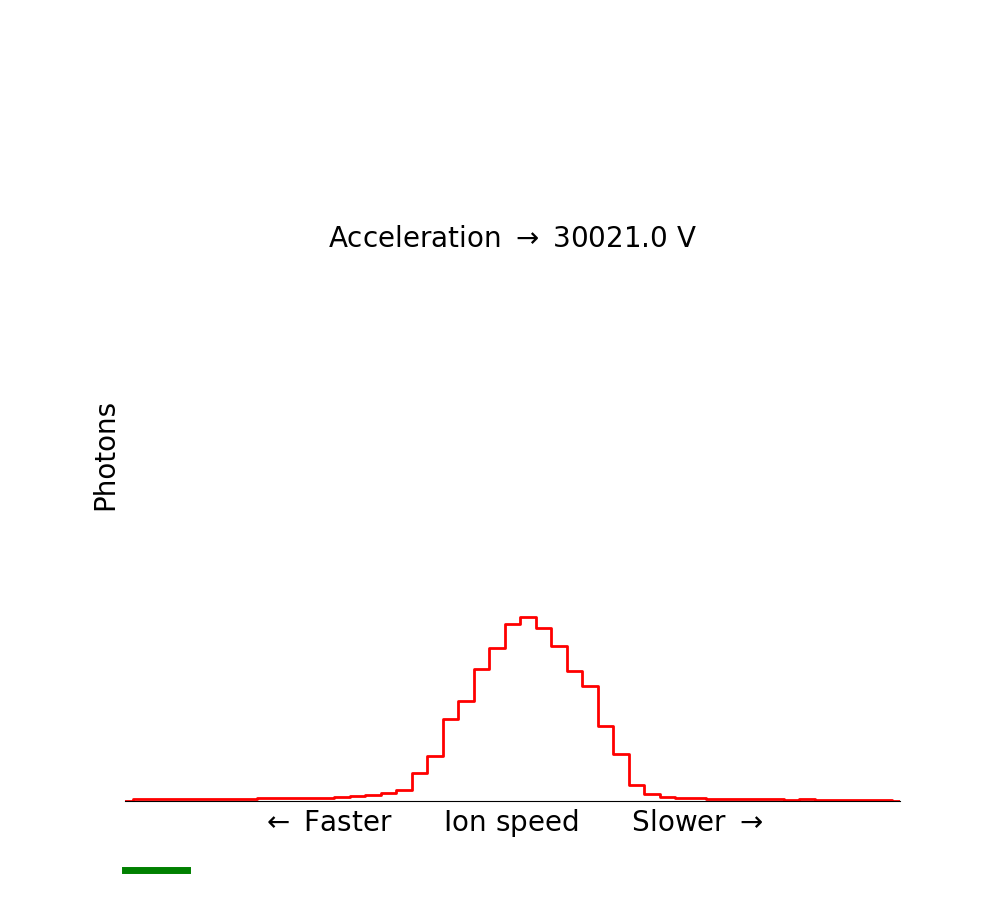 Acceleration → 30021.0 V
Photons
← Faster Ion speed Slower →